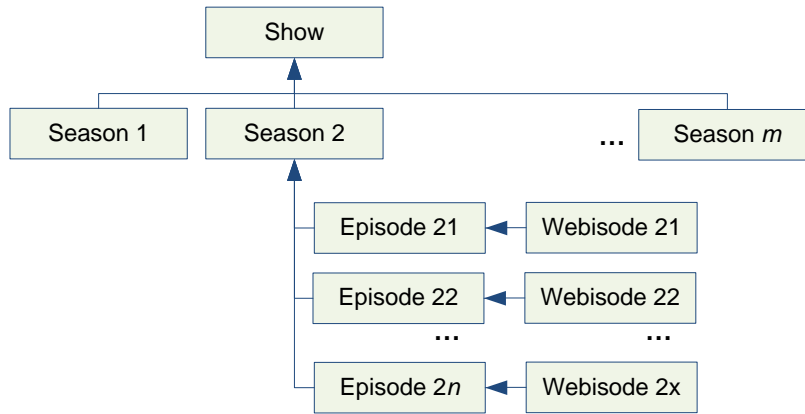 Show
Season 1 Season 2 ... Season m
Episode 21 Webisode 21
Episode 22 Webisode 22
... ...
Episode 2n Webisode 2x